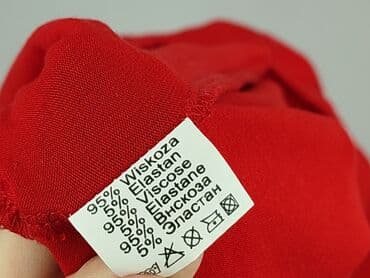 95% Wiskoza
5% Elastan
95% Viscose
5% Elastane
95% Вискоза
5% Эластан